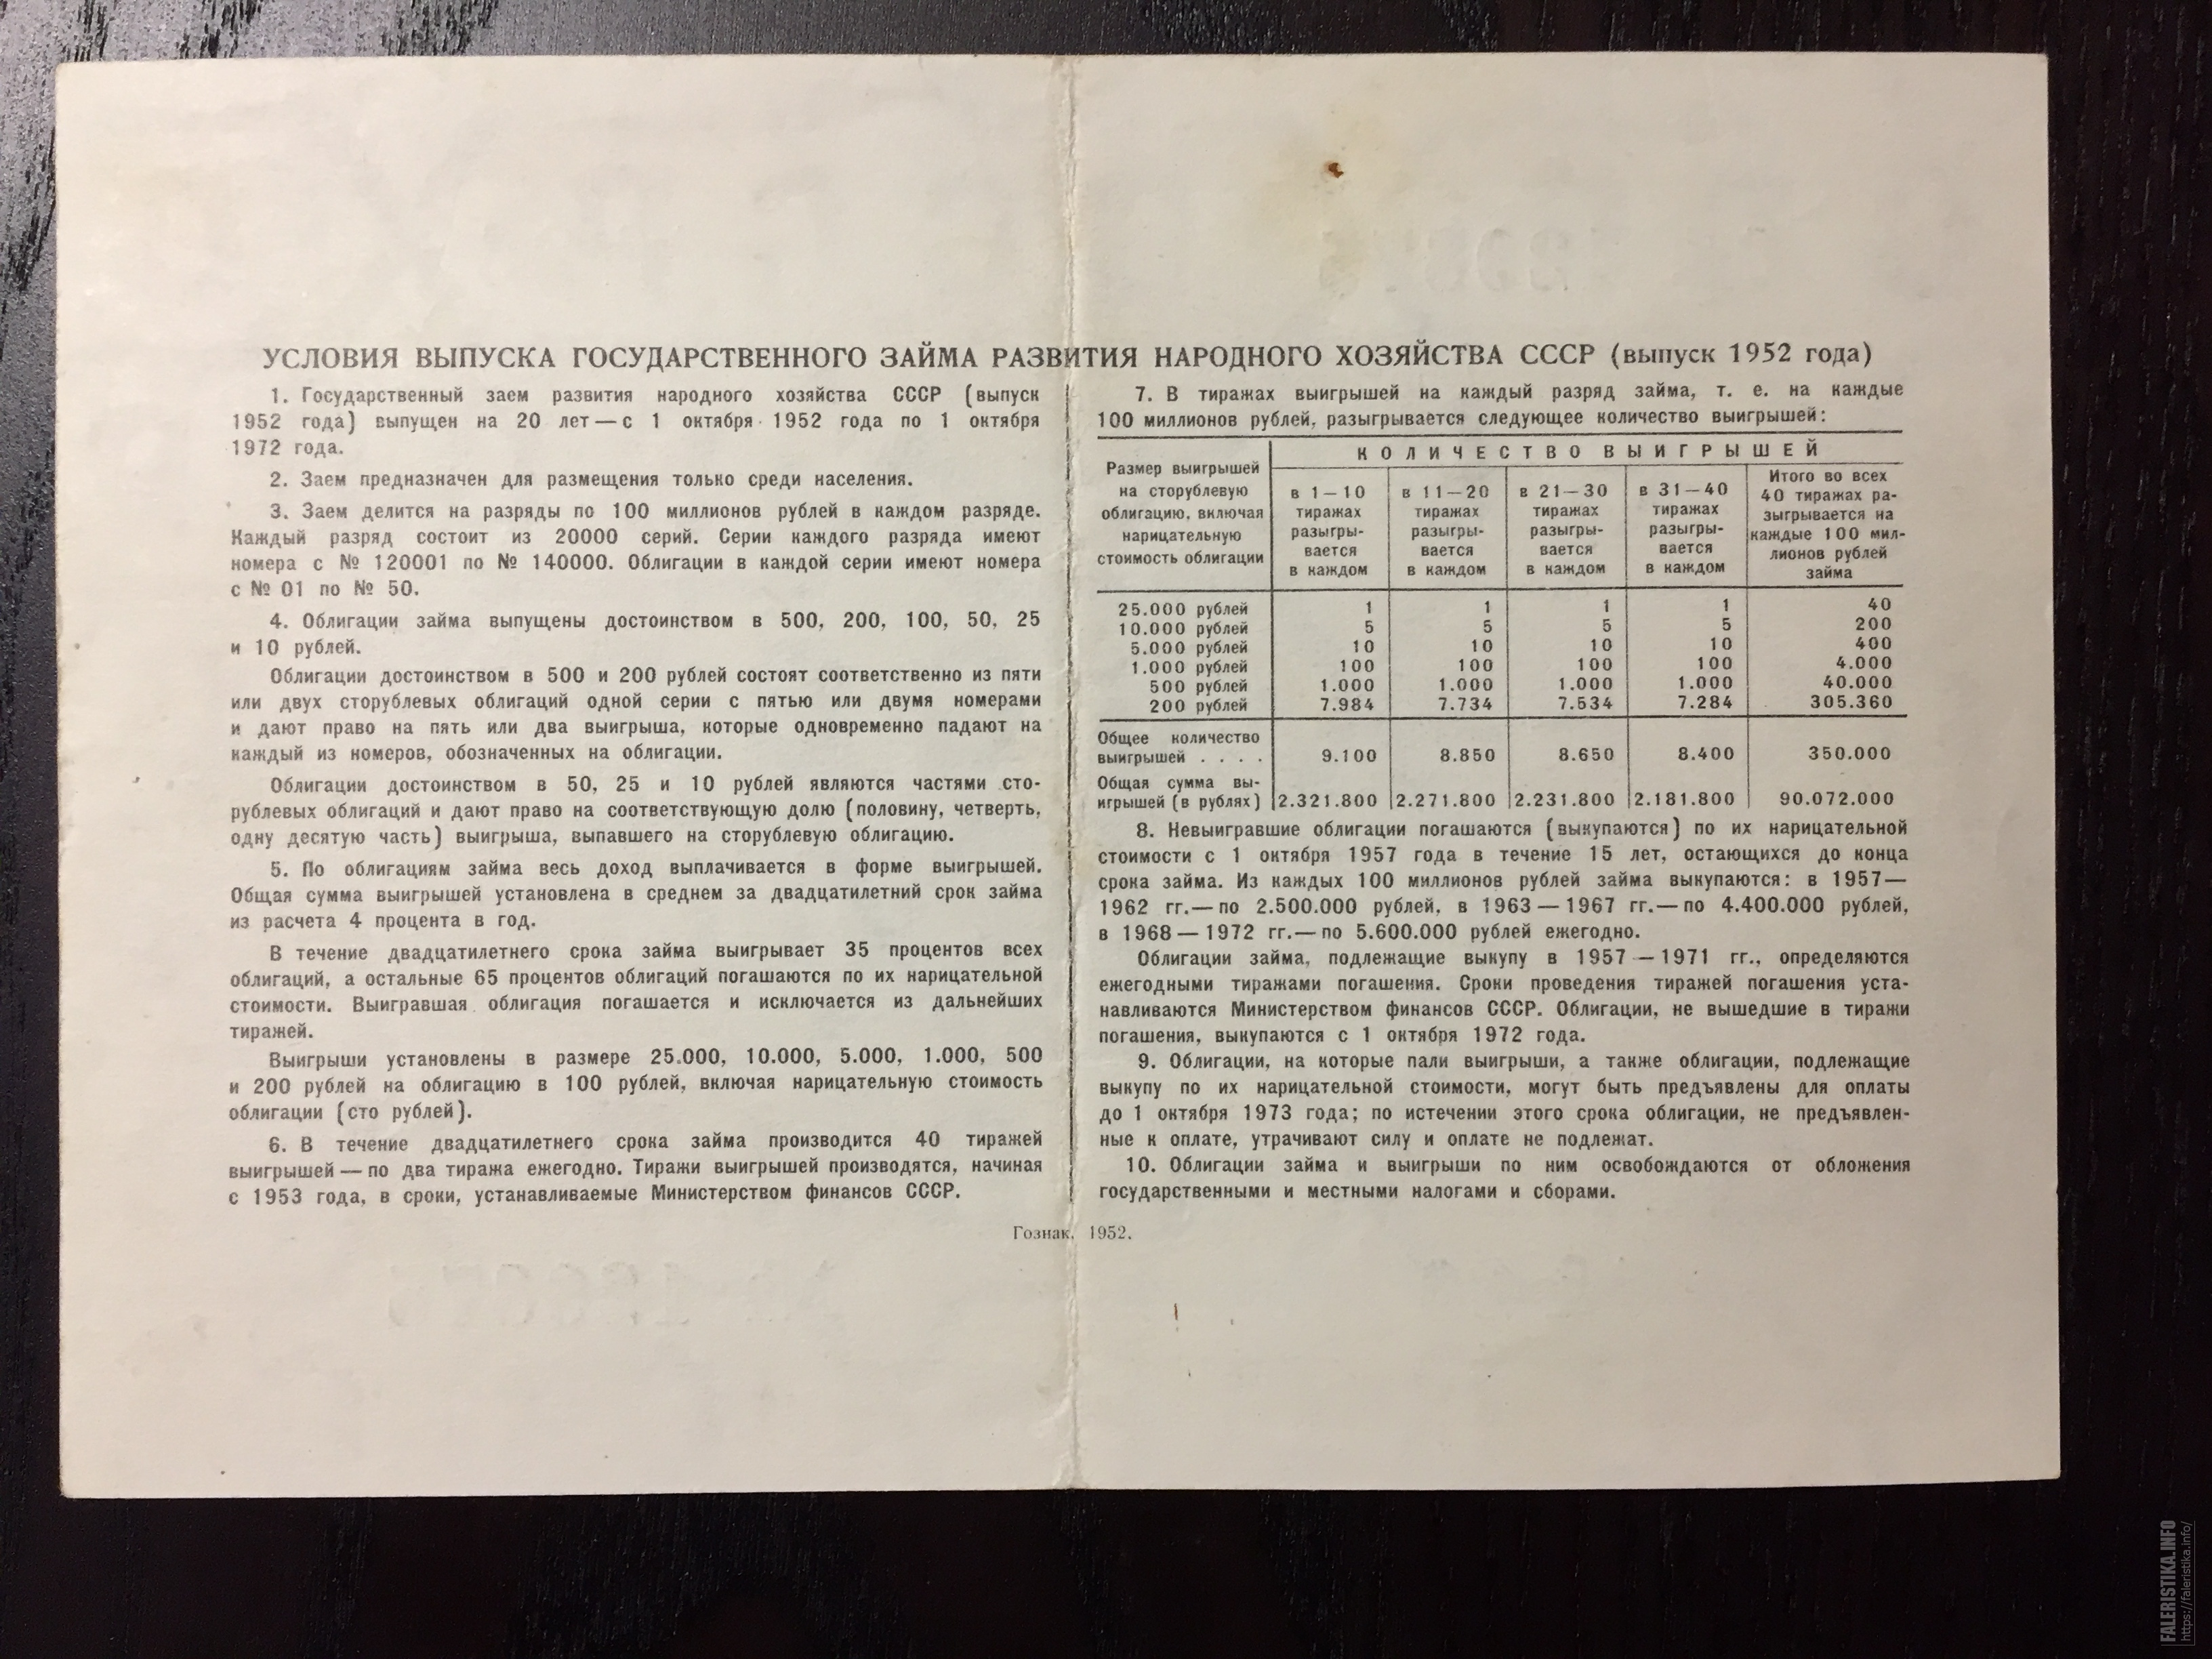 УСЛОВИЯ ВЫПУСКА ГОСУДАРСТВЕННОГО ЗАЙМА РАЗВИТИЯ НАРОДНОГО ХОЗЯЙСТВА СССР (выпуск 1952 года)
1. Государственный заем развития народного хозяйства СССР (выпуск
1952 года) выпущен на 20 лет — с 1 октября 1952 года по 1 октября
1972 года.
2. Заем предназначен для размещения только среди населения.
3. Заем делится на разряды по 100 миллионов рублей в каждом разряде.
Каждый разряд состоит из 20000 серий. Серии каждого разряда имеют
номера с № 120001 по № 140000. Облигации в каждой серии имеют номера
с № 01 по № 50.
4. Облигации займа выпущены достоинством в 500, 200, 100, 50, 25
и 10 рублей.
Облигации достоинством в 500 и 200 рублей состоят соответственно из пяти
или двух сторублевых облигаций одной серии с пятью или двумя номерами
и дают право на пять или два выигрыша, которые одновременно падают на
каждый из номеров, обозначенных на облигации.
Облигации достоинством в 50, 25 и 10 рублей являются частями сто-
рублевых облигаций и дают право на соответствующую долю (половину, четверть,
одну десятую часть) выигрыша, выпавшего на сторублевую облигацию.
5. По облигациям займа весь доход выплачивается в форме выигрышей.
Общая сумма выигрышей установлена в среднем за двадцатилетний срок займа
из расчета 4 процента в год.
В течение двадцатилетнего срока займа выигрывает 35 процентов всех
облигаций, а остальные 65 процентов облигаций погашаются по их нарицательной
стоимости. Выигравшая облигация погашается и исключается из дальнейших
тиражей.
Выигрыши установлены в размере 25.000, 10.000, 5.000, 1.000, 500
и 200 рублей на облигацию в 100 рублей, включая нарицательную стоимость
облигации (сто рублей).
6. В течение двадцатилетнего срока займа производится 40 тиражей
выигрышей — по два тиража ежегодно. Тиражи выигрышей производятся, начиная
с 1953 года, в сроки, устанавливаемые Министерством финансов СССР.
7. В тиражах выигрышей на каждый разряд займа, т. е. на каждые
100 миллионов рублей, разыгрывается следующее количество выигрышей:
Размер выигрышей
на сторублевую
облигацию, включая
нарицательную
стоимость облигации
КОЛИЧЕСТВО ВЫИГРЫШЕЙ
в 1—10
тиражах
разыгры-
вается
в каждом
в 11—20
тиражах
разыгры-
вается
в каждом
в 21—30
тиражах
разыгры-
вается
в каждом
в 31—40
тиражах
разыгры-
вается
в каждом
Итого во всех
40 тиражах ра-
зыгрывается на
каждые 100 мил-
лионов рублей
займа
25.000 рублей 1 1 1 1 40
10.000 рублей 5 5 5 5 200
5.000 рублей 10 10 10 10 400
1.000 рублей 100 100 100 100 4.000
500 рублей 1.000 1.000 1.000 1.000 40.000
200 рублей 7.984 7.734 7.534 7.284 305.360
Общее количество
выигрышей . . . . 9.100 8.850 8.650 8.400 350.000
Общая сумма вы-
игрышей (в рублях) 2.321.800 2.271.800 2.231.800 2.181.800 90.072.000
8. Невыигравшие облигации погашаются (выкупаются) по их нарицательной
стоимости с 1 октября 1957 года в течение 15 лет, остающихся до конца
срока займа. Из каждых 100 миллионов рублей займа выкупаются: в 1957—
1962 гг.— по 2.500.000 рублей, в 1963 — 1967 гг.— по 4.400.000 рублей,
в 1968 — 1972 гг.— по 5.600.000 рублей ежегодно.
Облигации займа, подлежащие выкупу в 1957 — 1971 гг., определяются
ежегодными тиражами погашения. Сроки проведения тиражей погашения уста-
навливаются Министерством финансов СССР. Облигации, не вышедшие в тиражи
погашения, выкупаются с 1 октября 1972 года.
9. Облигации, на которые пали выигрыши, а также облигации, подлежащие
выкупу по их нарицательной стоимости, могут быть предъявлены для оплаты
до 1 октября 1973 года; по истечении этого срока облигации, не предъявлен-
ные к оплате, утрачивают силу и оплате не подлежат.
10. Облигации займа и выигрыши по ним освобождаются от обложения
государственными и местными налогами и сборами.
Гознак, 1952.
FALERISTIKA.INFO
https://faleristika.info/